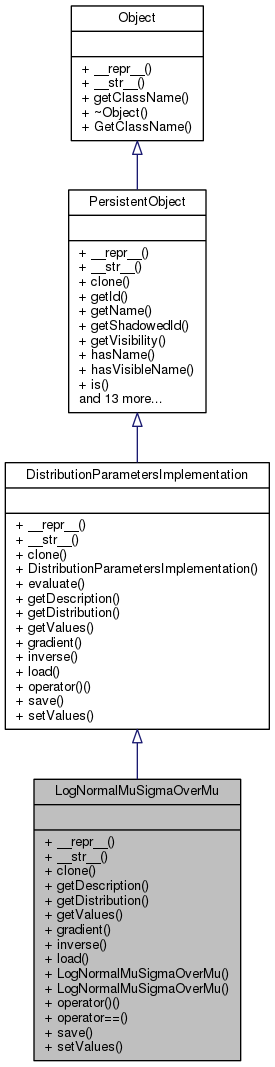 Object
+ __repr__()
+ __str__()
+ getClassName()
+ ~Object()
+ GetClassName()
PersistentObject
+ __repr__()
+ __str__()
+ clone()
+ getId()
+ getName()
+ getShadowedId()
+ getVisibility()
+ hasName()
+ hasVisibleName()
+ is()
and 13 more...
DistributionParametersImplementation
+ __repr__()
+ __str__()
+ clone()
+ DistributionParametersImplementation()
+ evaluate()
+ getDescription()
+ getDistribution()
+ getValues()
+ gradient()
+ inverse()
+ load()
+ operator()()
+ save()
+ setValues()
LogNormalMuSigmaOverMu
+ __repr__()
+ __str__()
+ clone()
+ getDescription()
+ getDistribution()
+ getValues()
+ gradient()
+ inverse()
+ load()
+ LogNormalMuSigmaOverMu()
+ LogNormalMuSigmaOverMu()
+ operator()()
+ operator==()
+ save()
+ setValues()